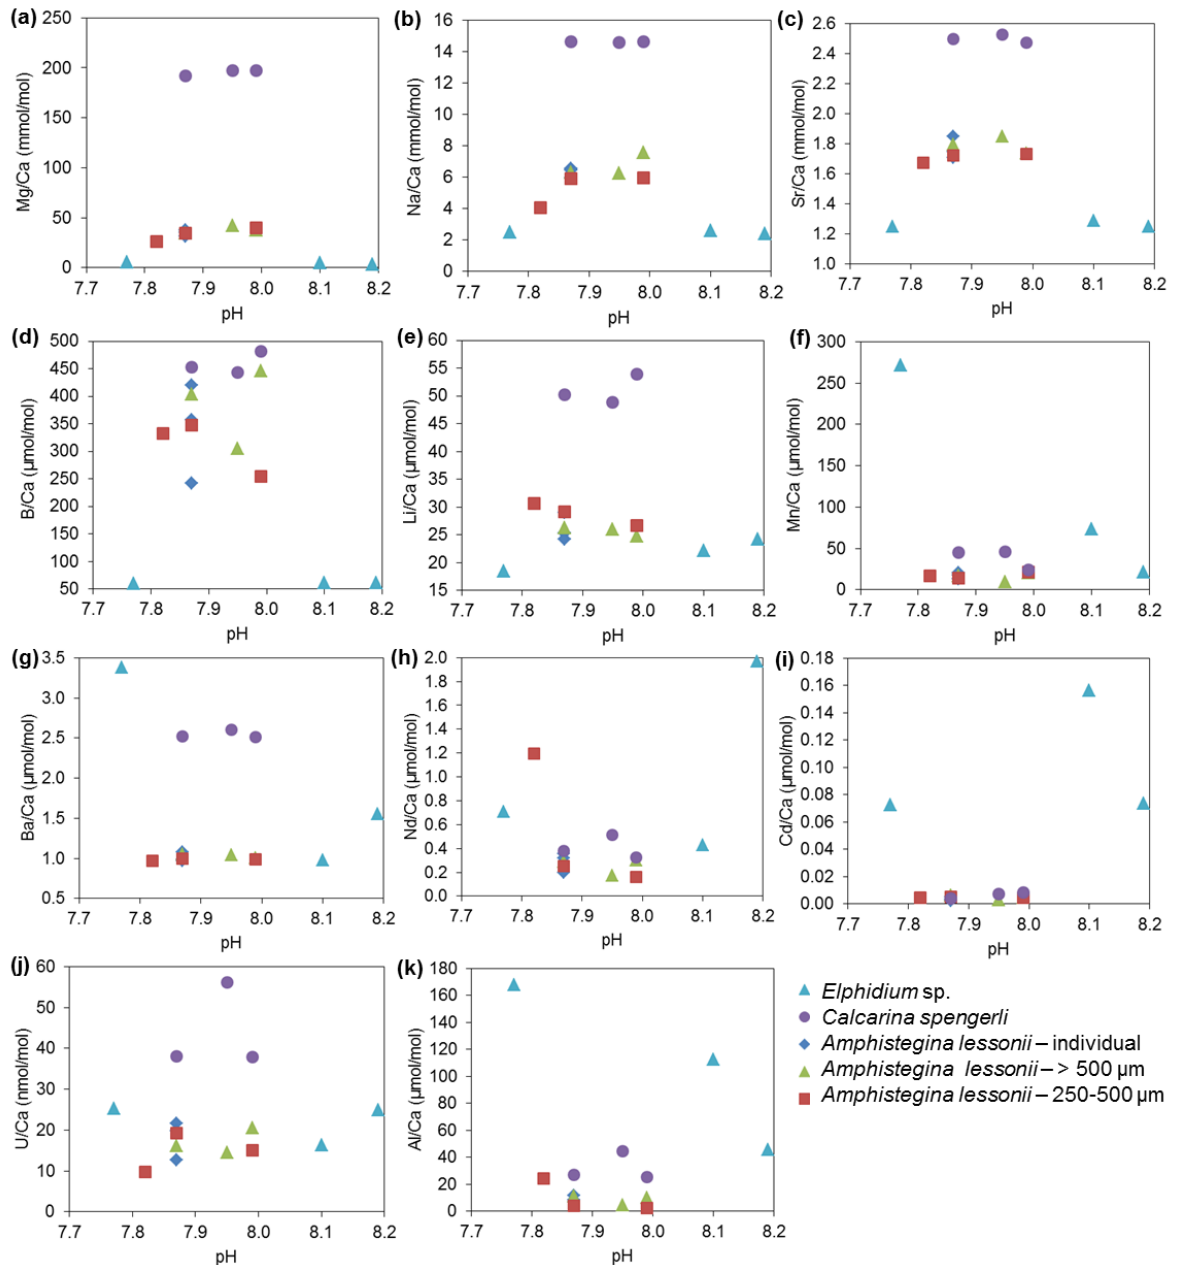 (a)
250
200
150
100
50
0
Mg/Ca (mmol/mol)
7.7 7.8 7.9 8.0 8.1 8.2
pH
(b)
16
14
12
10
8
6
4
2
0
Na/Ca (mmol/mol)
7.7 7.8 7.9 8.0 8.1 8.2
pH
(c)
2.6
2.4
2.2
2.0
1.8
1.6
1.4
1.2
1.0
Sr/Ca (mmol/mol)
7.7 7.8 7.9 8.0 8.1 8.2
pH
(d)
500
450
400
350
300
250
200
150
100
50
B/Ca (µmol/mol)
7.7 7.8 7.9 8.0 8.1 8.2
pH
(e)
60
55
50
45
40
35
30
25
20
15
Li/Ca (µmol/mol)
7.7 7.8 7.9 8.0 8.1 8.2
pH
(f)
300
250
200
150
100
50
0
Mn/Ca (µmol/mol)
7.7 7.8 7.9 8.0 8.1 8.2
pH
(g)
3.5
3.0
2.5
2.0
1.5
1.0
0.5
Ba/Ca (µmol/mol)
7.7 7.8 7.9 8.0 8.1 8.2
pH
(h)
2.0
1.8
1.6
1.4
1.2
1.0
0.8
0.6
0.4
0.2
0.0
Nd/Ca (µmol/mol)
7.7 7.8 7.9 8.0 8.1 8.2
pH
(i)
0.18
0.16
0.14
0.12
0.10
0.08
0.06
0.04
0.02
0.00
Cd/Ca (µmol/mol)
7.7 7.8 7.9 8.0 8.1 8.2
pH
(j)
60
50
40
30
20
10
0
U/Ca (nmol/mol)
7.7 7.8 7.9 8.0 8.1 8.2
pH
(k)
180
160
140
120
100
80
60
40
20
0
Al/Ca (µmol/mol)
7.7 7.8 7.9 8.0 8.1 8.2
pH
Elphidium sp.
Calcarina spengerli
Amphistegina lessonii – individual
Amphistegina lessonii – > 500 µm
Amphistegina lessonii – 250-500 µm